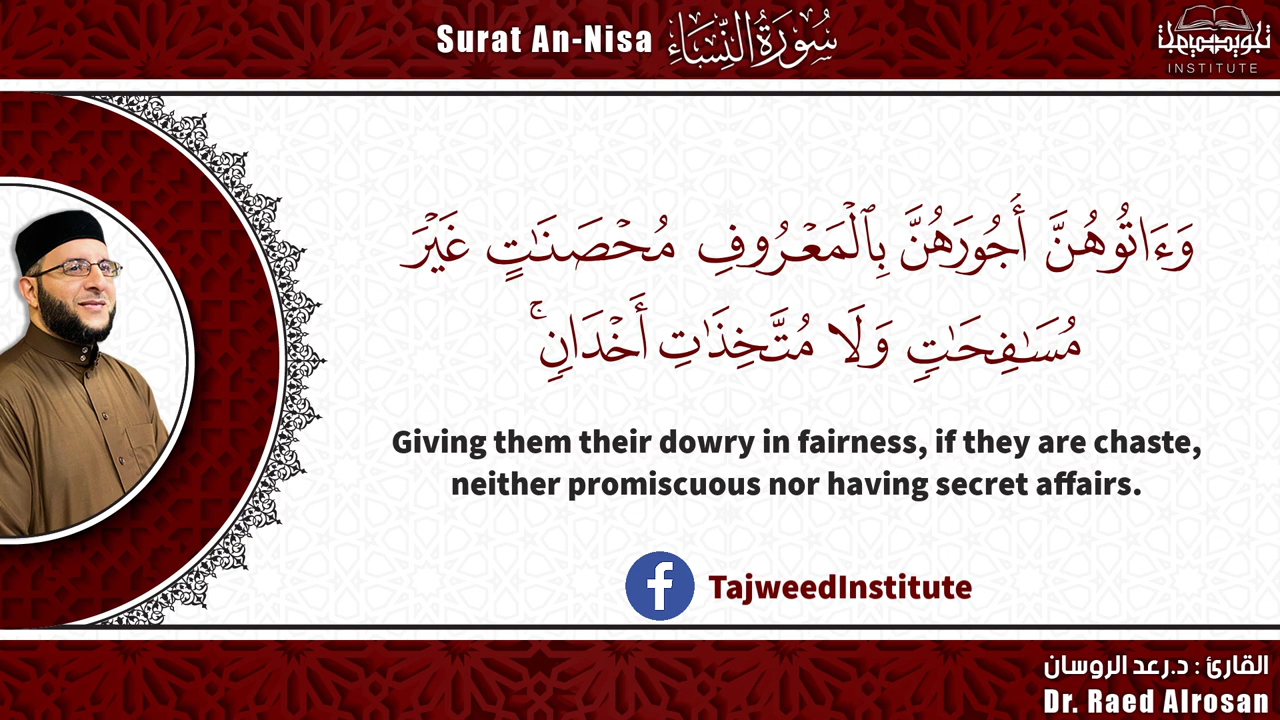 Surat An-Nisa سُورَةُ النِّسَاءِ
INSTITUTE
وَءَاتُوهُنَّ أُجُورَهُنَّ بِٱلْمَعْرُوفِ مُحْصَنَٰتٍ غَيْرَ
مُسَٰفِحَٰتٍ وَلَا مُتَّخِذَٰتِ أَخْدَانٍ ۚ
Giving them their dowry in fairness, if they are chaste,
neither promiscuous nor having secret affairs.
f TajweedInstitute
القارئ : د.رعد الروسان
Dr. Raed Alrosan